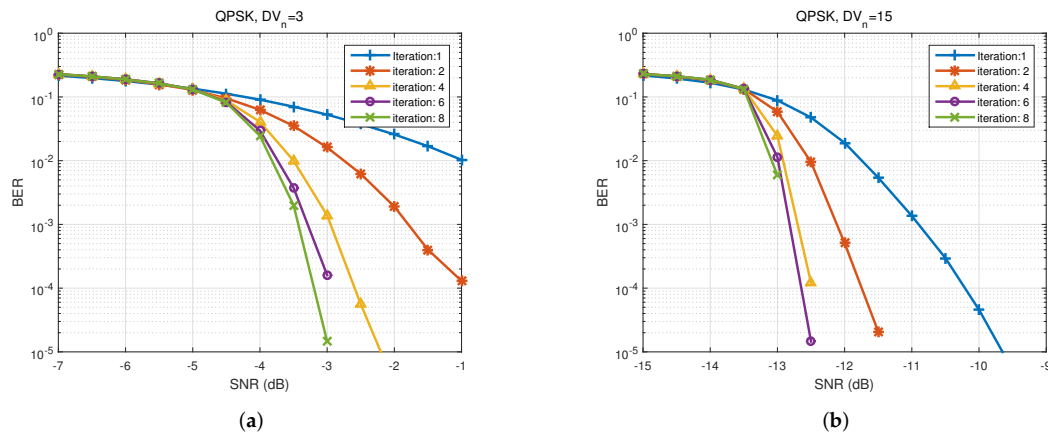 QPSK, DV_n=3
10^0
10^-1
10^-2
10^-3
10^-4
10^-5
BER
Iteration:1
iteration: 2
iteration: 4
iteration: 6
iteration: 8
-7 -6 -5 -4 -3 -2 -1
SNR (dB)
(a)
QPSK, DV_n=15
10^0
10^-1
10^-2
10^-3
10^-4
10^-5
BER
Iteration:1
iteration: 2
iteration: 4
iteration: 6
iteration: 8
-15 -14 -13 -12 -11 -10 -9
SNR (dB)
(b)